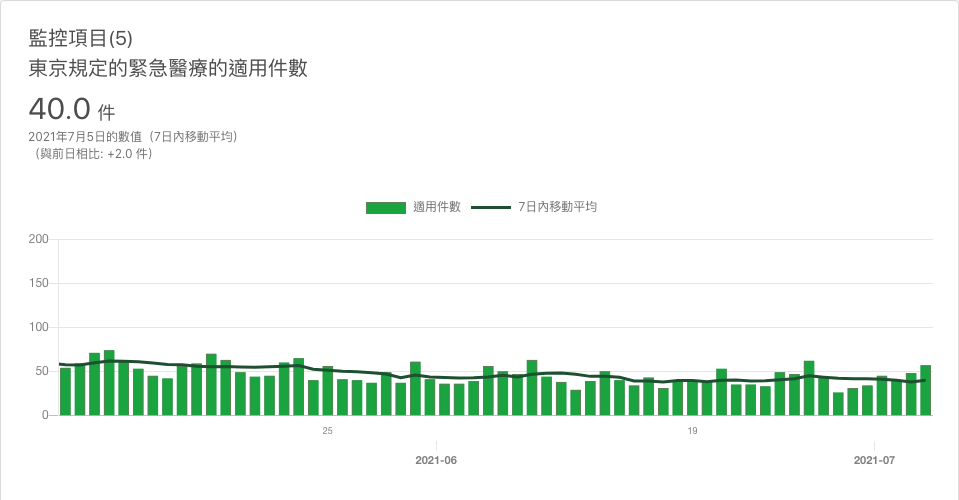 監控項目(5)
東京規定的緊急醫療的適用件數
40.0 件
2021年7月5日的數值（7日內移動平均）
（與前日相比: +2.0 件）
適用件數 7日內移動平均
200
150
100
50
0
25 19
2021-06 2021-07